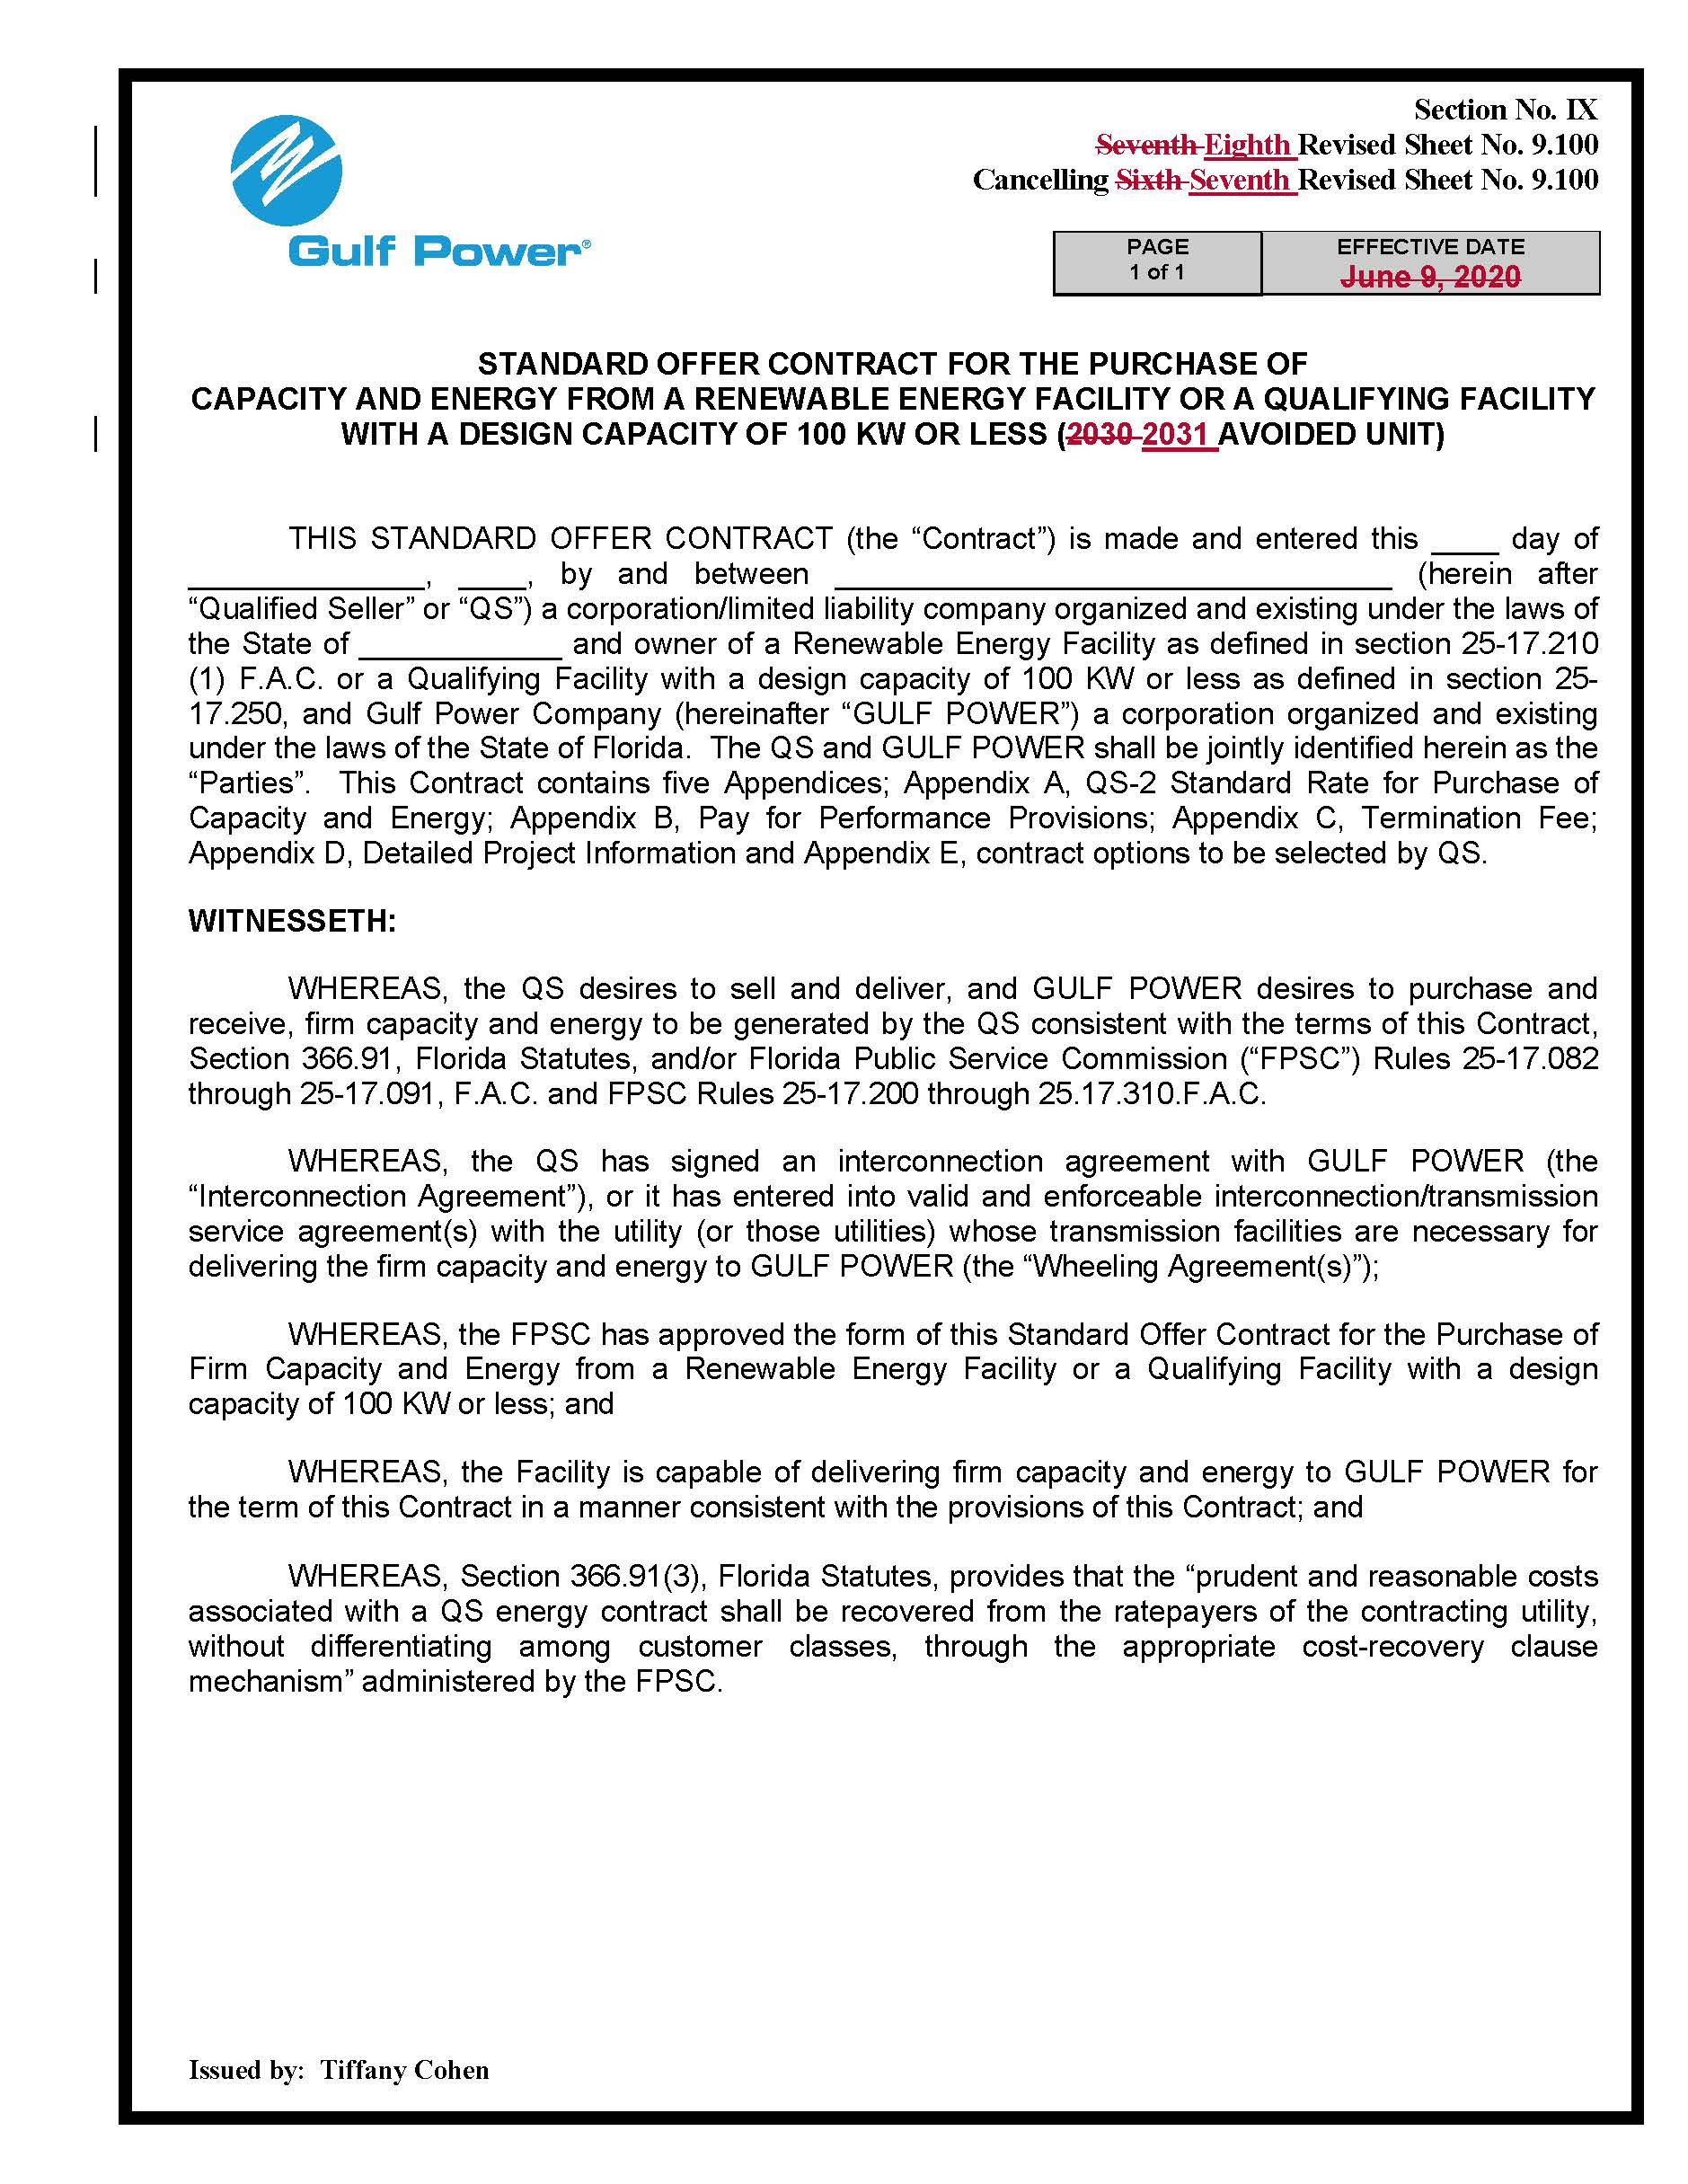 Section No. IX
Seventh Eighth Revised Sheet No. 9.100
Cancelling Sixth Seventh Revised Sheet No. 9.100
Gulf Power®
PAGE
1 of 1
EFFECTIVE DATE
June 9, 2020
STANDARD OFFER CONTRACT FOR THE PURCHASE OF
CAPACITY AND ENERGY FROM A RENEWABLE ENERGY FACILITY OR A QUALIFYING FACILITY
WITH A DESIGN CAPACITY OF 100 KW OR LESS (2030 2031 AVOIDED UNIT)
THIS STANDARD OFFER CONTRACT (the “Contract”) is made and entered this ____ day of
______________, ____, by and between _________________________________ (herein after
“Qualified Seller” or “QS”) a corporation/limited liability company organized and existing under the laws of
the State of ____________ and owner of a Renewable Energy Facility as defined in section 25-17.210
(1) F.A.C. or a Qualifying Facility with a design capacity of 100 KW or less as defined in section 25-
17.250, and Gulf Power Company (hereinafter “GULF POWER”) a corporation organized and existing
under the laws of the State of Florida. The QS and GULF POWER shall be jointly identified herein as the
“Parties”. This Contract contains five Appendices; Appendix A, QS-2 Standard Rate for Purchase of
Capacity and Energy; Appendix B, Pay for Performance Provisions; Appendix C, Termination Fee;
Appendix D, Detailed Project Information and Appendix E, contract options to be selected by QS.
WITNESSETH:
WHEREAS, the QS desires to sell and deliver, and GULF POWER desires to purchase and
receive, firm capacity and energy to be generated by the QS consistent with the terms of this Contract,
Section 366.91, Florida Statutes, and/or Florida Public Service Commission (“FPSC”) Rules 25-17.082
through 25-17.091, F.A.C. and FPSC Rules 25-17.200 through 25.17.310.F.A.C.
WHEREAS, the QS has signed an interconnection agreement with GULF POWER (the
“Interconnection Agreement”), or it has entered into valid and enforceable interconnection/transmission
service agreement(s) with the utility (or those utilities) whose transmission facilities are necessary for
delivering the firm capacity and energy to GULF POWER (the “Wheeling Agreement(s)”);
WHEREAS, the FPSC has approved the form of this Standard Offer Contract for the Purchase of
Firm Capacity and Energy from a Renewable Energy Facility or a Qualifying Facility with a design
capacity of 100 KW or less; and
WHEREAS, the Facility is capable of delivering firm capacity and energy to GULF POWER for
the term of this Contract in a manner consistent with the provisions of this Contract; and
WHEREAS, Section 366.91(3), Florida Statutes, provides that the “prudent and reasonable costs
associated with a QS energy contract shall be recovered from the ratepayers of the contracting utility,
without differentiating among customer classes, through the appropriate cost-recovery clause
mechanism” administered by the FPSC.
Issued by: Tiffany Cohen